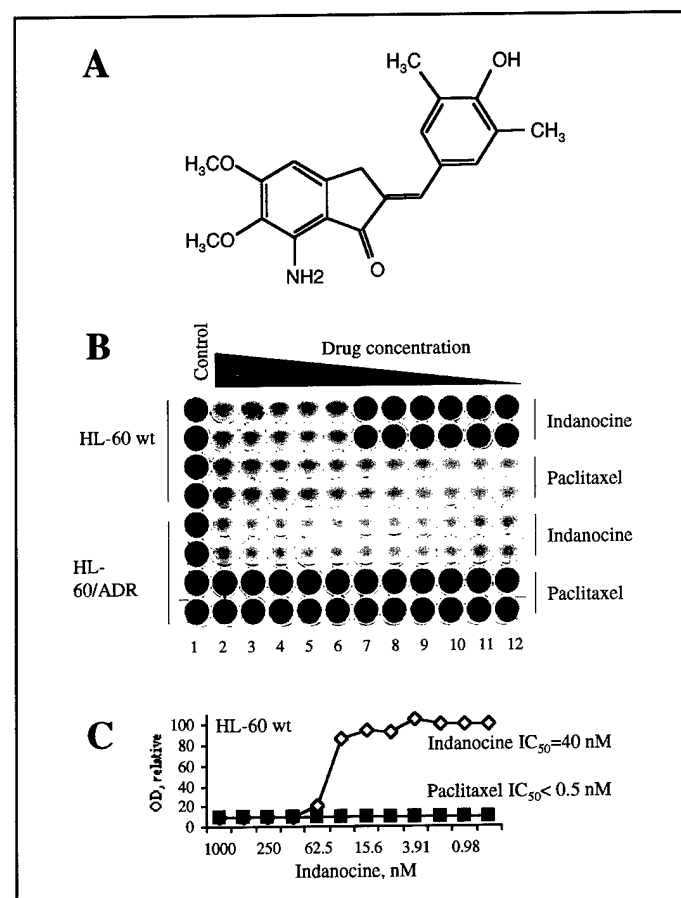 A
H₃C
OH
CH₃
H₃CO
H₃CO
NH2
O
B
Control
Drug concentration
HL-60 wt
HL-
60/ADR
Indanocine
Paclitaxel
Indanocine
Paclitaxel
1 2 3 4 5 6 7 8 9 10 11 12
C
HL-60 wt
OD, relative
100
80
60
40
20
0
Indanocine IC₅₀=40 nM
Paclitaxel IC₅₀< 0.5 nM
1000 250 62.5 15.6 3.91 0.98
Indanocine, nM